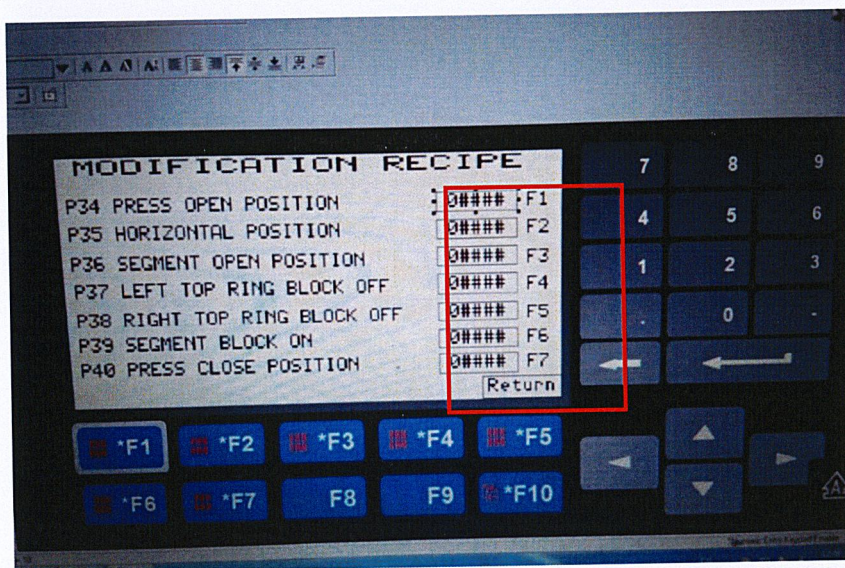 MODIFICATION RECIPE
P34 PRESS OPEN POSITION 0#### F1
P35 HORIZONTAL POSITION 0#### F2
P36 SEGMENT OPEN POSITION 0#### F3
P37 LEFT TOP RING BLOCK OFF 0#### F4
P38 RIGHT TOP RING BLOCK OFF 0#### F5
P39 SEGMENT BLOCK ON 0#### F6
P40 PRESS CLOSE POSITION 0#### F7
Return
7 8 9
4 5 6
1 2 3
. 0 -
*F1 *F2 *F3 *F4 *F5
*F6 *F7 F8 F9 *F10
A